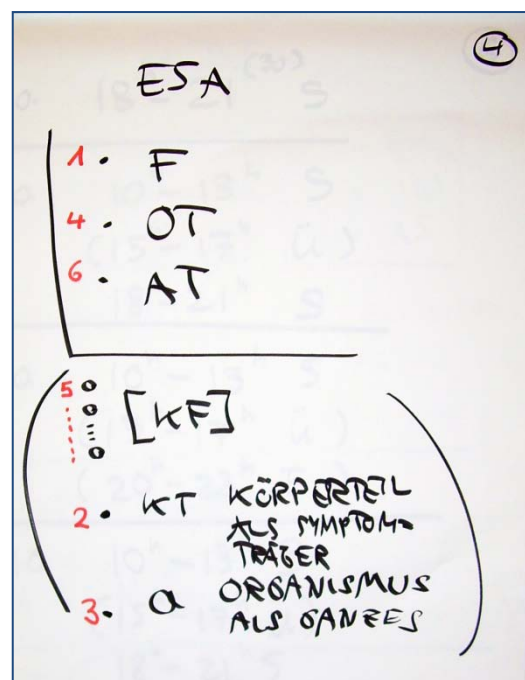 ④
ESA
1. F
4. OT
6. AT
5 [KF]
2. KT KÖRPERTEIL
ALS SYMPTOM-
TRÄGER
3. a ORGANISMUS
ALS GANZES